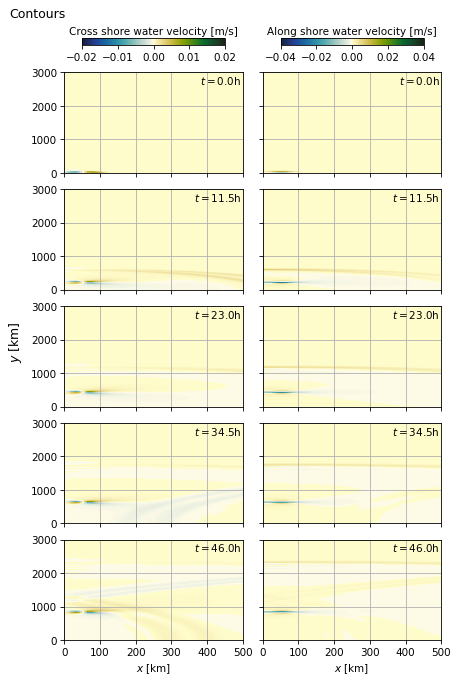 Contours
Cross shore water velocity [m/s]
Along shore water velocity [m/s]
−0.02 −0.01 0.00 0.01 0.02
−0.04 −0.02 0.00 0.02 0.04
3000
2000
1000
0
t = 0.0h
t = 0.0h
3000
2000
1000
0
t = 11.5h
t = 11.5h
3000
2000
1000
0
t = 23.0h
t = 23.0h
y [km]
3000
2000
1000
0
t = 34.5h
t = 34.5h
3000
2000
1000
0
t = 46.0h
t = 46.0h
0 100 200 300 400 500
0 100 200 300 400 500
x [km]
x [km]